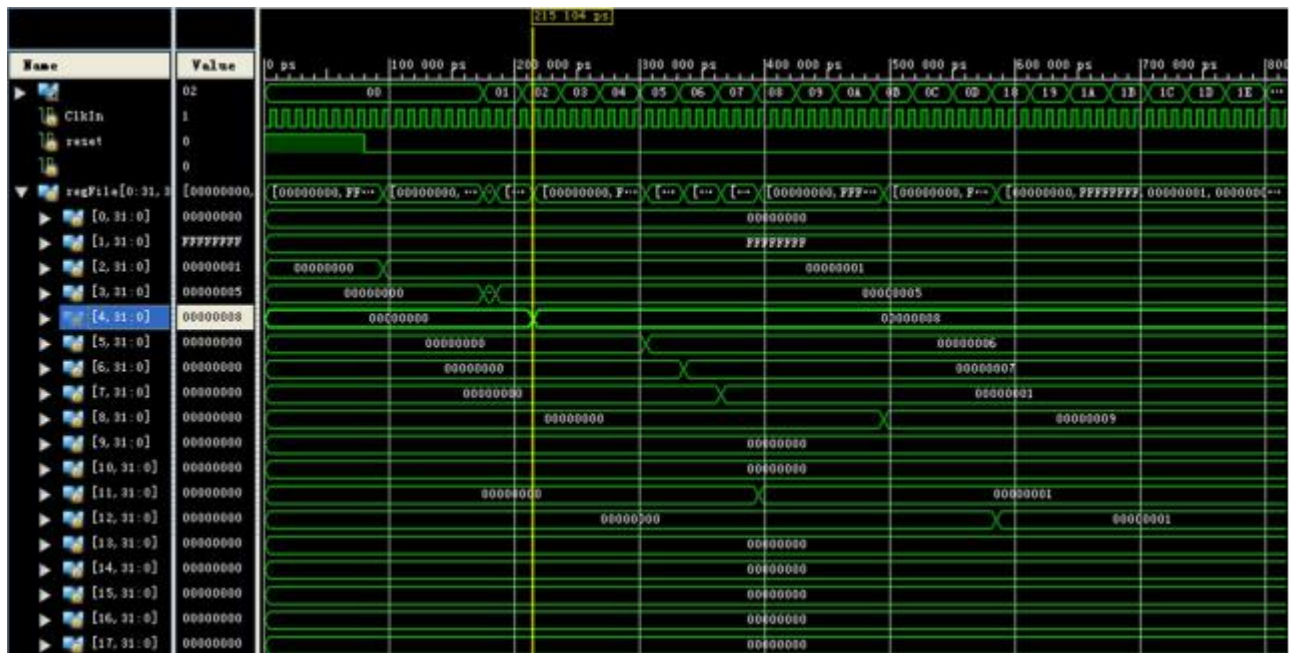 215 104 ps
Name Value 0 ps 100 000 ps 200 000 ps 300 000 ps 400 000 ps 500 000 ps 600 000 ps 700 000 ps 800
02 00 01 02 03 04 05 06 07 08 09 0A 0B 0C 0D 18 19 1A 1B 1C 1D 1E ...
ClkIn 1
reset 0
0
regFile[0:31, 3 [00000000, [00000000, FF... [00000000, ... [... [00000000, F... [... [... [... [00000000, FFF... [00000000, F... [00000000, FFFFFFFF, 00000001, 0000000...
[0, 31:0] 00000000 00000000
[1, 31:0] FFFFFFFF FFFFFFFF
[2, 31:0] 00000001 00000000 00000001
[3, 31:0] 00000005 00000000 00000005
[4, 31:0] 00000008 00000000 00000008
[5, 31:0] 00000000 00000000 00000006
[6, 31:0] 00000000 00000000 00000007
[7, 31:0] 00000000 00000000 00000001
[8, 31:0] 00000000 00000000 00000009
[9, 31:0] 00000000 00000000
[10, 31:0] 00000000 00000000
[11, 31:0] 00000000 00000000 00000001
[12, 31:0] 00000000 00000000 00000001
[13, 31:0] 00000000 00000000
[14, 31:0] 00000000 00000000
[15, 31:0] 00000000 00000000
[16, 31:0] 00000000 00000000
[17, 31:0] 00000000 00000000